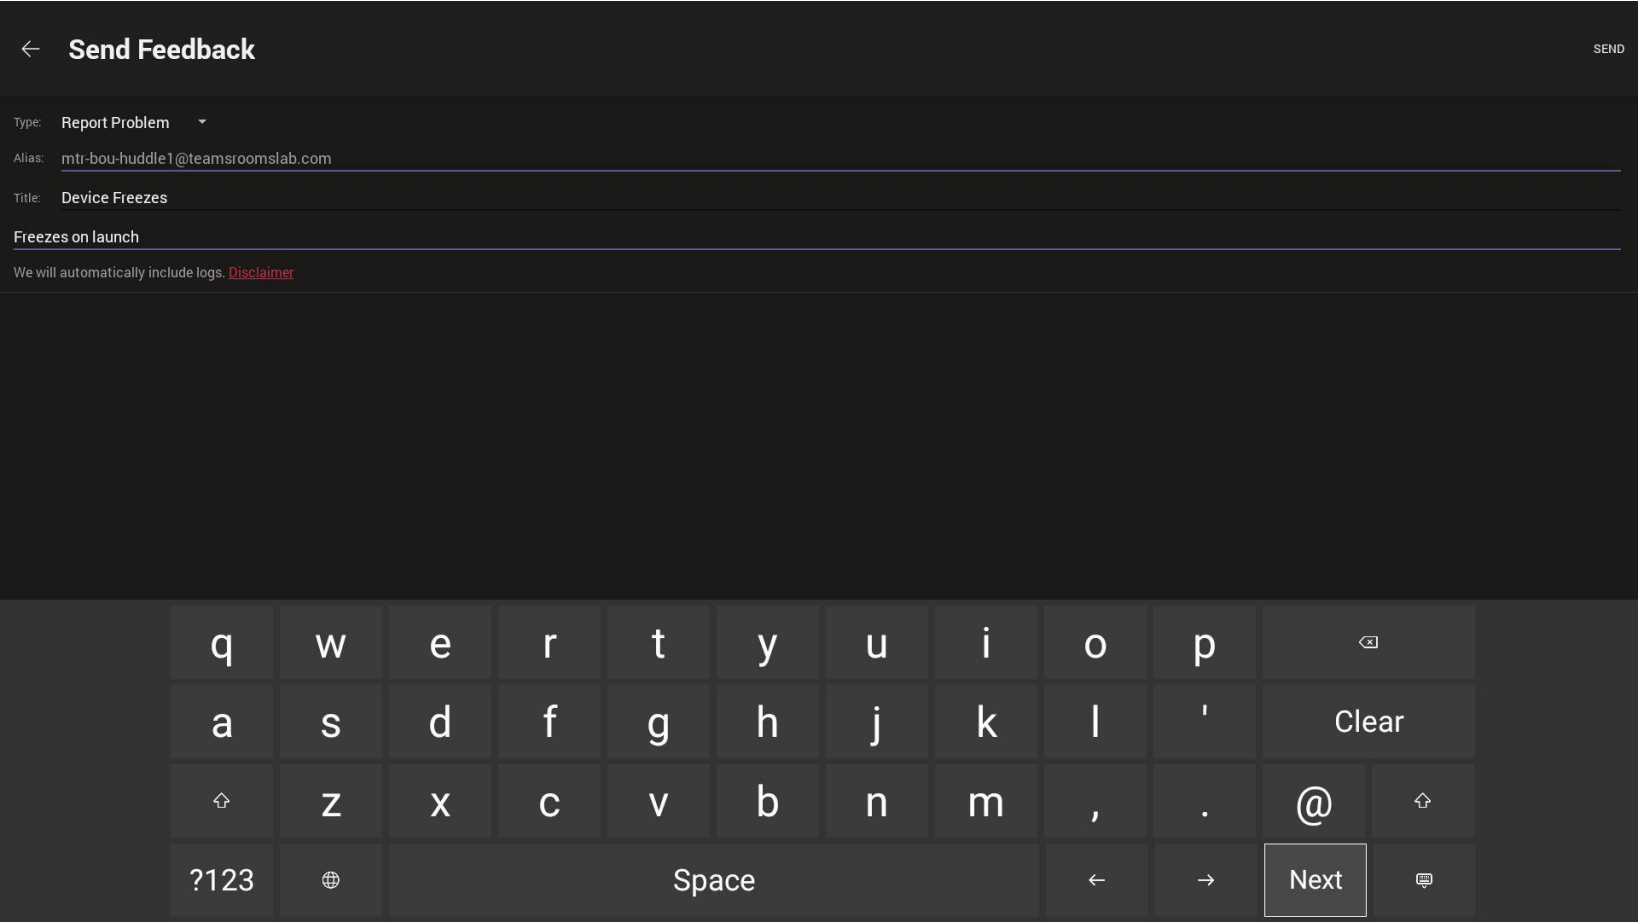 Send Feedback
SEND
Type: Report Problem
Alias: mtr-bou-huddle1@teamsroomslab.com
Title: Device Freezes
Freezes on launch
We will automatically include logs. Disclaimer
q w e r t y u i o p
a s d f g h j k l ' Clear
z x c v b n m , . @
?123 Space Next